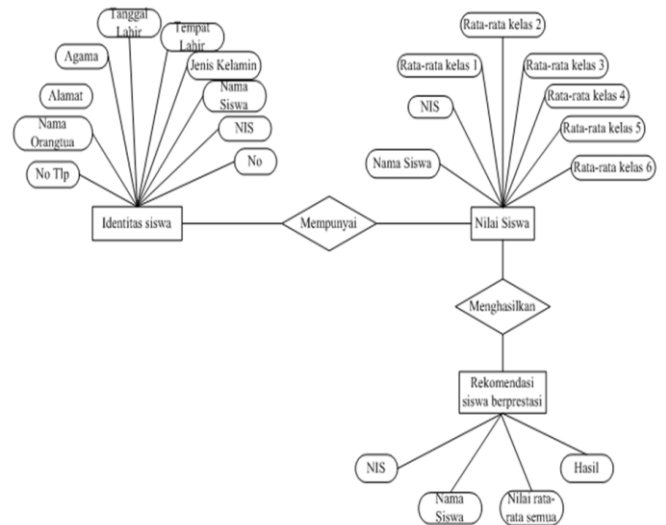 Tanggal
Lahir
Tempat
Lahir
Agama
Jenis Kelamin
Alamat
Nama
Siswa
Nama
Orangtua
NIS
No Tlp
No
Identitas siswa
Mempunyai
Rata-rata kelas 2
Rata-rata kelas 1
Rata-rata kelas 3
NIS
Rata-rata kelas 4
Rata-rata kelas 5
Nama Siswa
Rata-rata kelas 6
Nilai Siswa
Menghasilkan
Rekomendasi
siswa berprestasi
NIS
Nama
Siswa
Nilai rata-
rata semua
Hasil